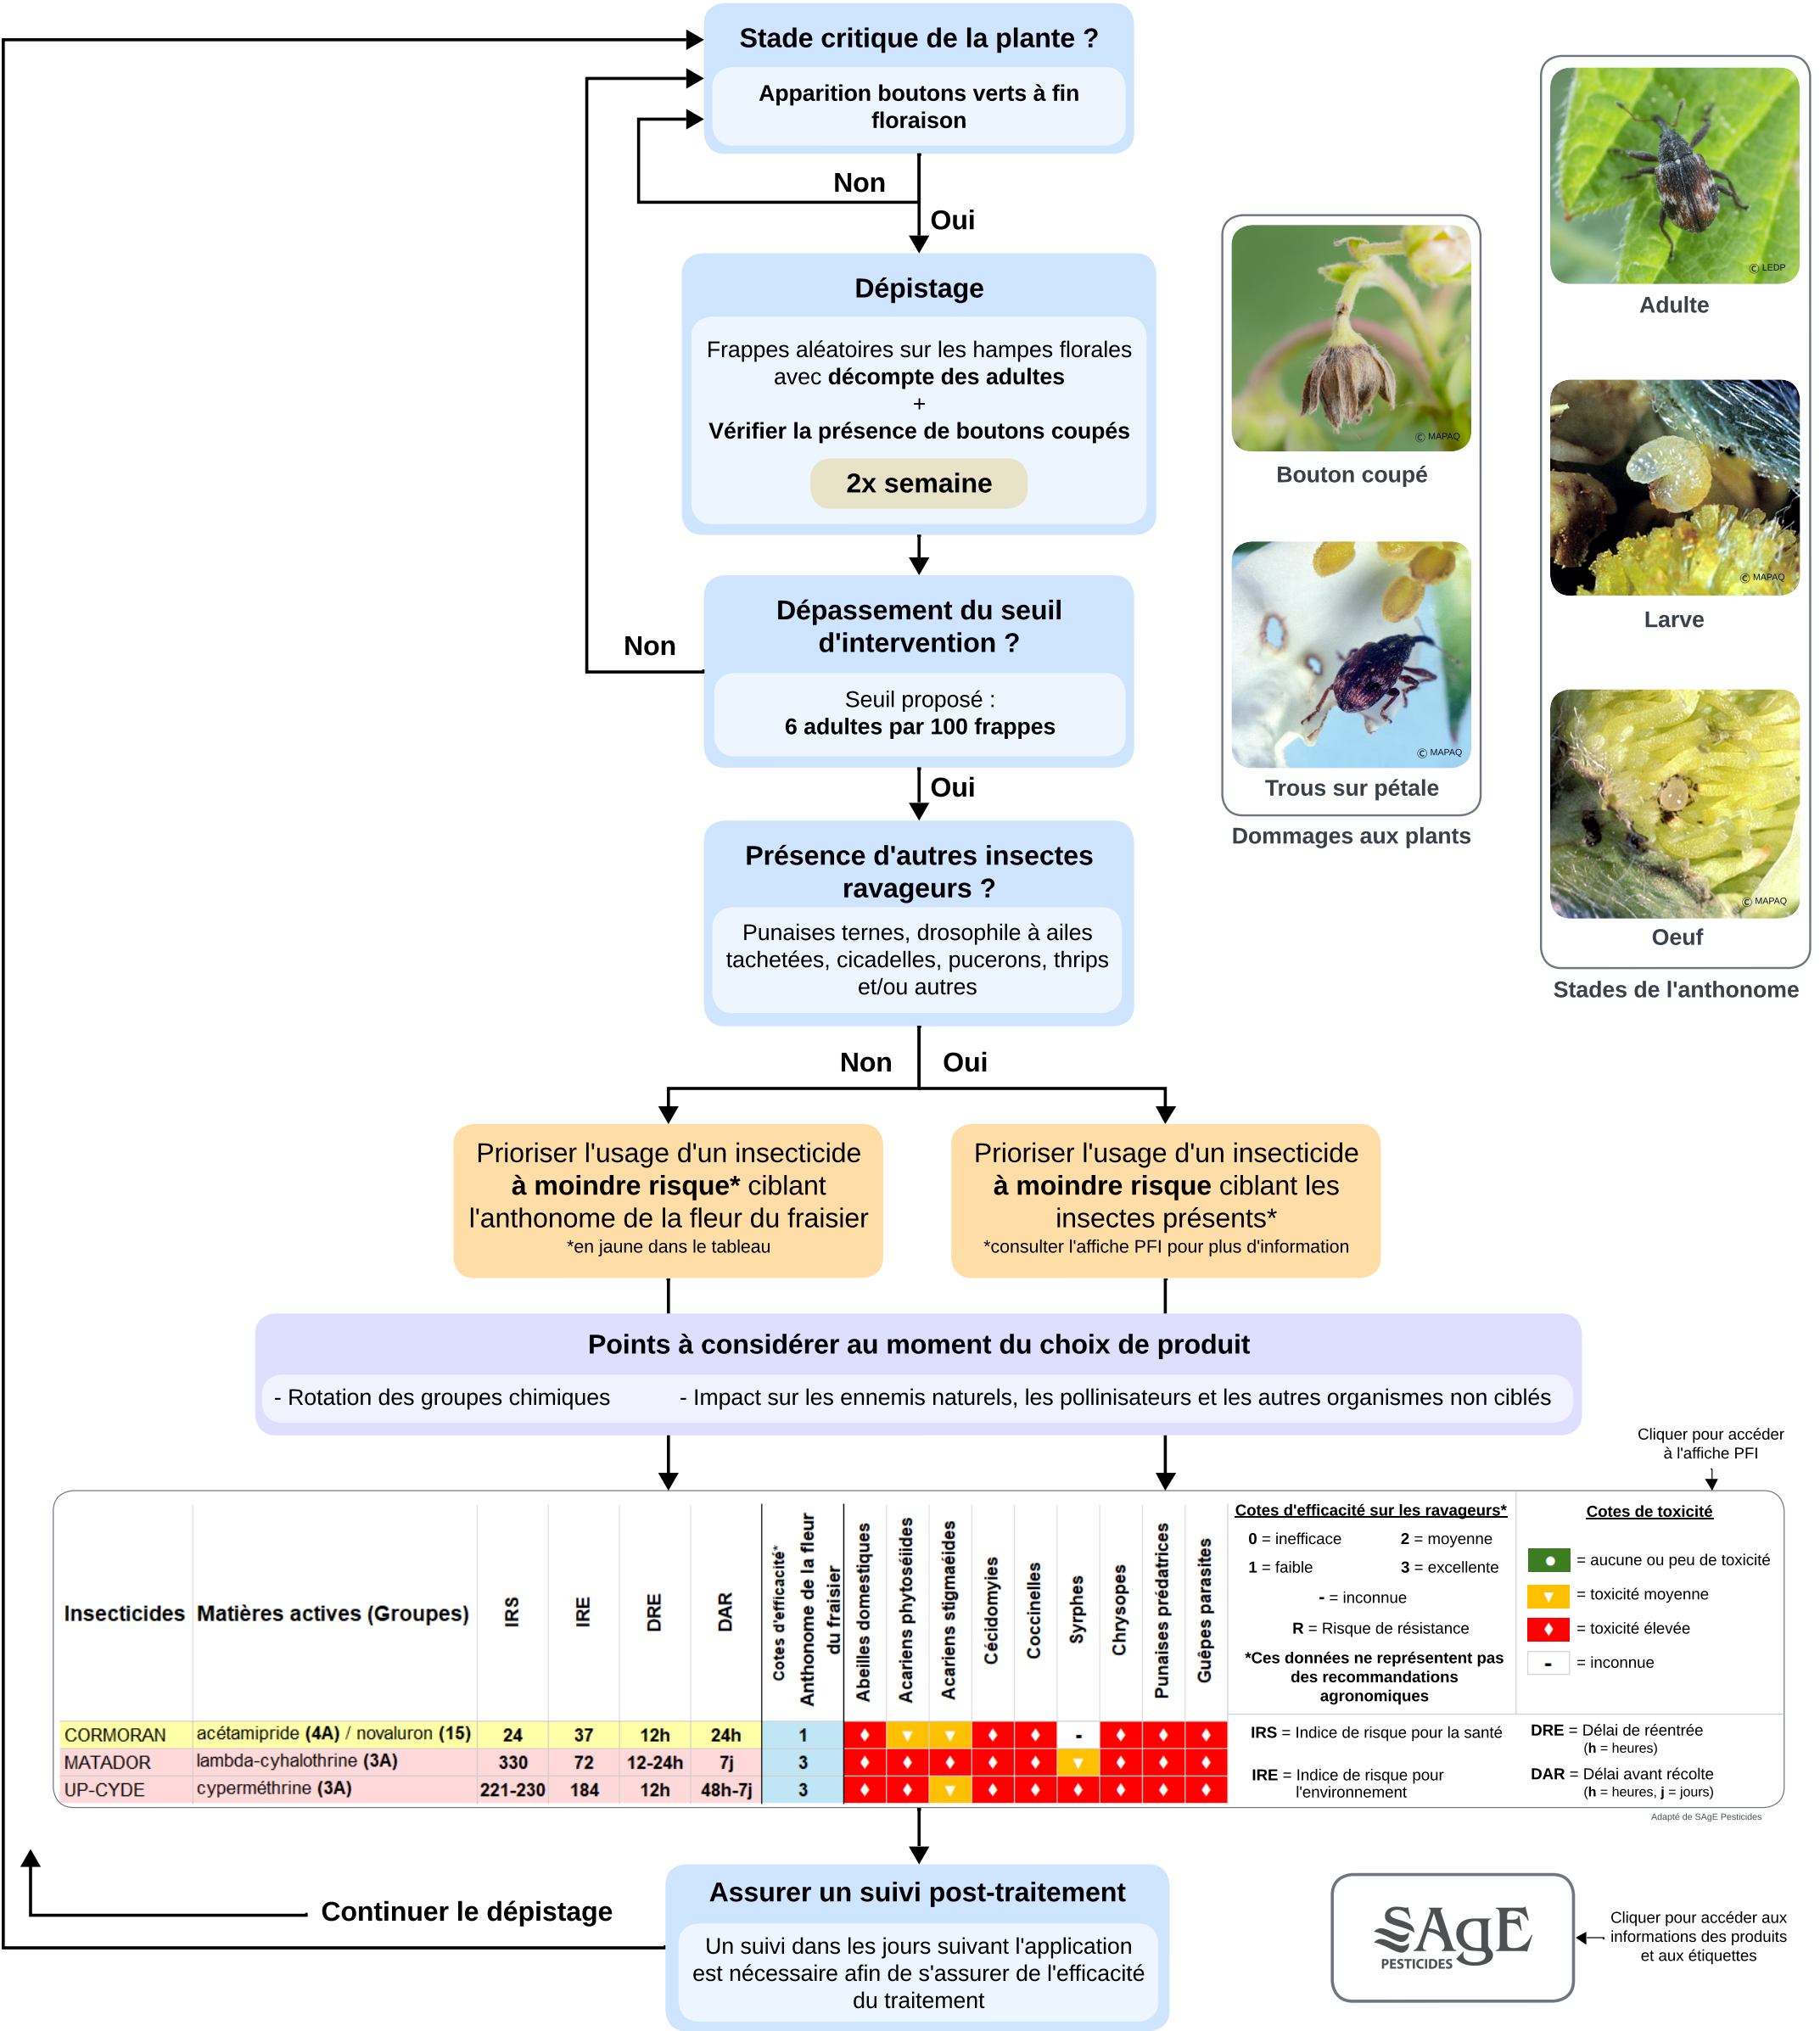 Stade critique de la plante ?
Apparition boutons verts à fin
floraison
Non
Oui
Dépistage
Frappes aléatoires sur les hampes florales
avec décompte des adultes
+
Vérifier la présence de boutons coupés
2x semaine
Dépassement du seuil
d'intervention ?
Non
Seuil proposé :
6 adultes par 100 frappes
Oui
Présence d'autres insectes
ravageurs ?
Punaises ternes, drosophile à ailes
tachetées, cicadelles, pucerons, thrips
et/ou autres
Non
Oui
© MAPAQ
Bouton coupé
© MAPAQ
Trous sur pétale
Dommages aux plants
© LEDP
Adulte
© MAPAQ
Larve
© MAPAQ
Oeuf
Stades de l'anthonome
Prioriser l'usage d'un insecticide
à moindre risque* ciblant
l'anthonome de la fleur du fraisier
*en jaune dans le tableau
Prioriser l'usage d'un insecticide
à moindre risque ciblant les
insectes présents*
*consulter l'affiche PFI pour plus d'information
Points à considérer au moment du choix de produit
- Rotation des groupes chimiques
- Impact sur les ennemis naturels, les pollinisateurs et les autres organismes non ciblés
Cliquer pour accéder
à l'affiche PFI
Insecticides
Matières actives (Groupes)
IRS
IRE
DRE
DAR
Cotes d'efficacité*
Anthonome de la fleur
du fraisier
Abeilles domestiques
Acariens phytoséiides
Acariens stigmaéides
Cécidomyies
Coccinelles
Syrphes
Chrysopes
Punaises prédatrices
Guêpes parasites
CORMORAN acétamipride (4A) / novaluron (15) 24 37 12h 24h 1 ♦ ▼ ▼ ♦ ♦ - ♦ ♦ ♦
MATADOR lambda-cyhalothrine (3A) 330 72 12-24h 7j 3 ♦ ♦ ♦ ♦ ♦ ▼ ♦ ♦ ♦
UP-CYDE cyperméthrine (3A) 221-230 184 12h 48h-7j 3 ♦ ♦ ▼ ♦ ♦ ♦ ♦ ♦ ♦
Cotes d'efficacité sur les ravageurs*
0 = inefficace 2 = moyenne
1 = faible 3 = excellente
- = inconnue
R = Risque de résistance
*Ces données ne représentent pas
des recommandations
agronomiques
Cotes de toxicité
● = aucune ou peu de toxicité
▼ = toxicité moyenne
♦ = toxicité élevée
- = inconnue
IRS = Indice de risque pour la santé
IRE = Indice de risque pour
l'environnement
DRE = Délai de réentrée
(h = heures)
DAR = Délai avant récolte
(h = heures, j = jours)
Adapté de SAgE Pesticides
Continuer le dépistage
Assurer un suivi post-traitement
Un suivi dans les jours suivant l'application
est nécessaire afin de s'assurer de l'efficacité
du traitement
SAgE
PESTICIDES
Cliquer pour accéder aux
informations des produits
et aux étiquettes